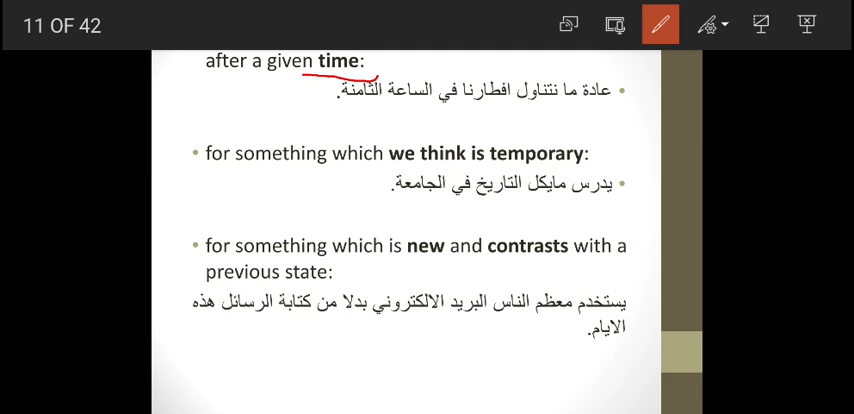 11 OF 42
after a given time:
• عادة ما نتناول افطارنا في الساعة الثامنة.
• for something which we think is temporary:
• يدرس مايكل التاريخ في الجامعة.
• for something which is new and contrasts with a
previous state:
يستخدم معظم الناس البريد الالكتروني بدلا من كتابة الرسائل هذه
الايام.